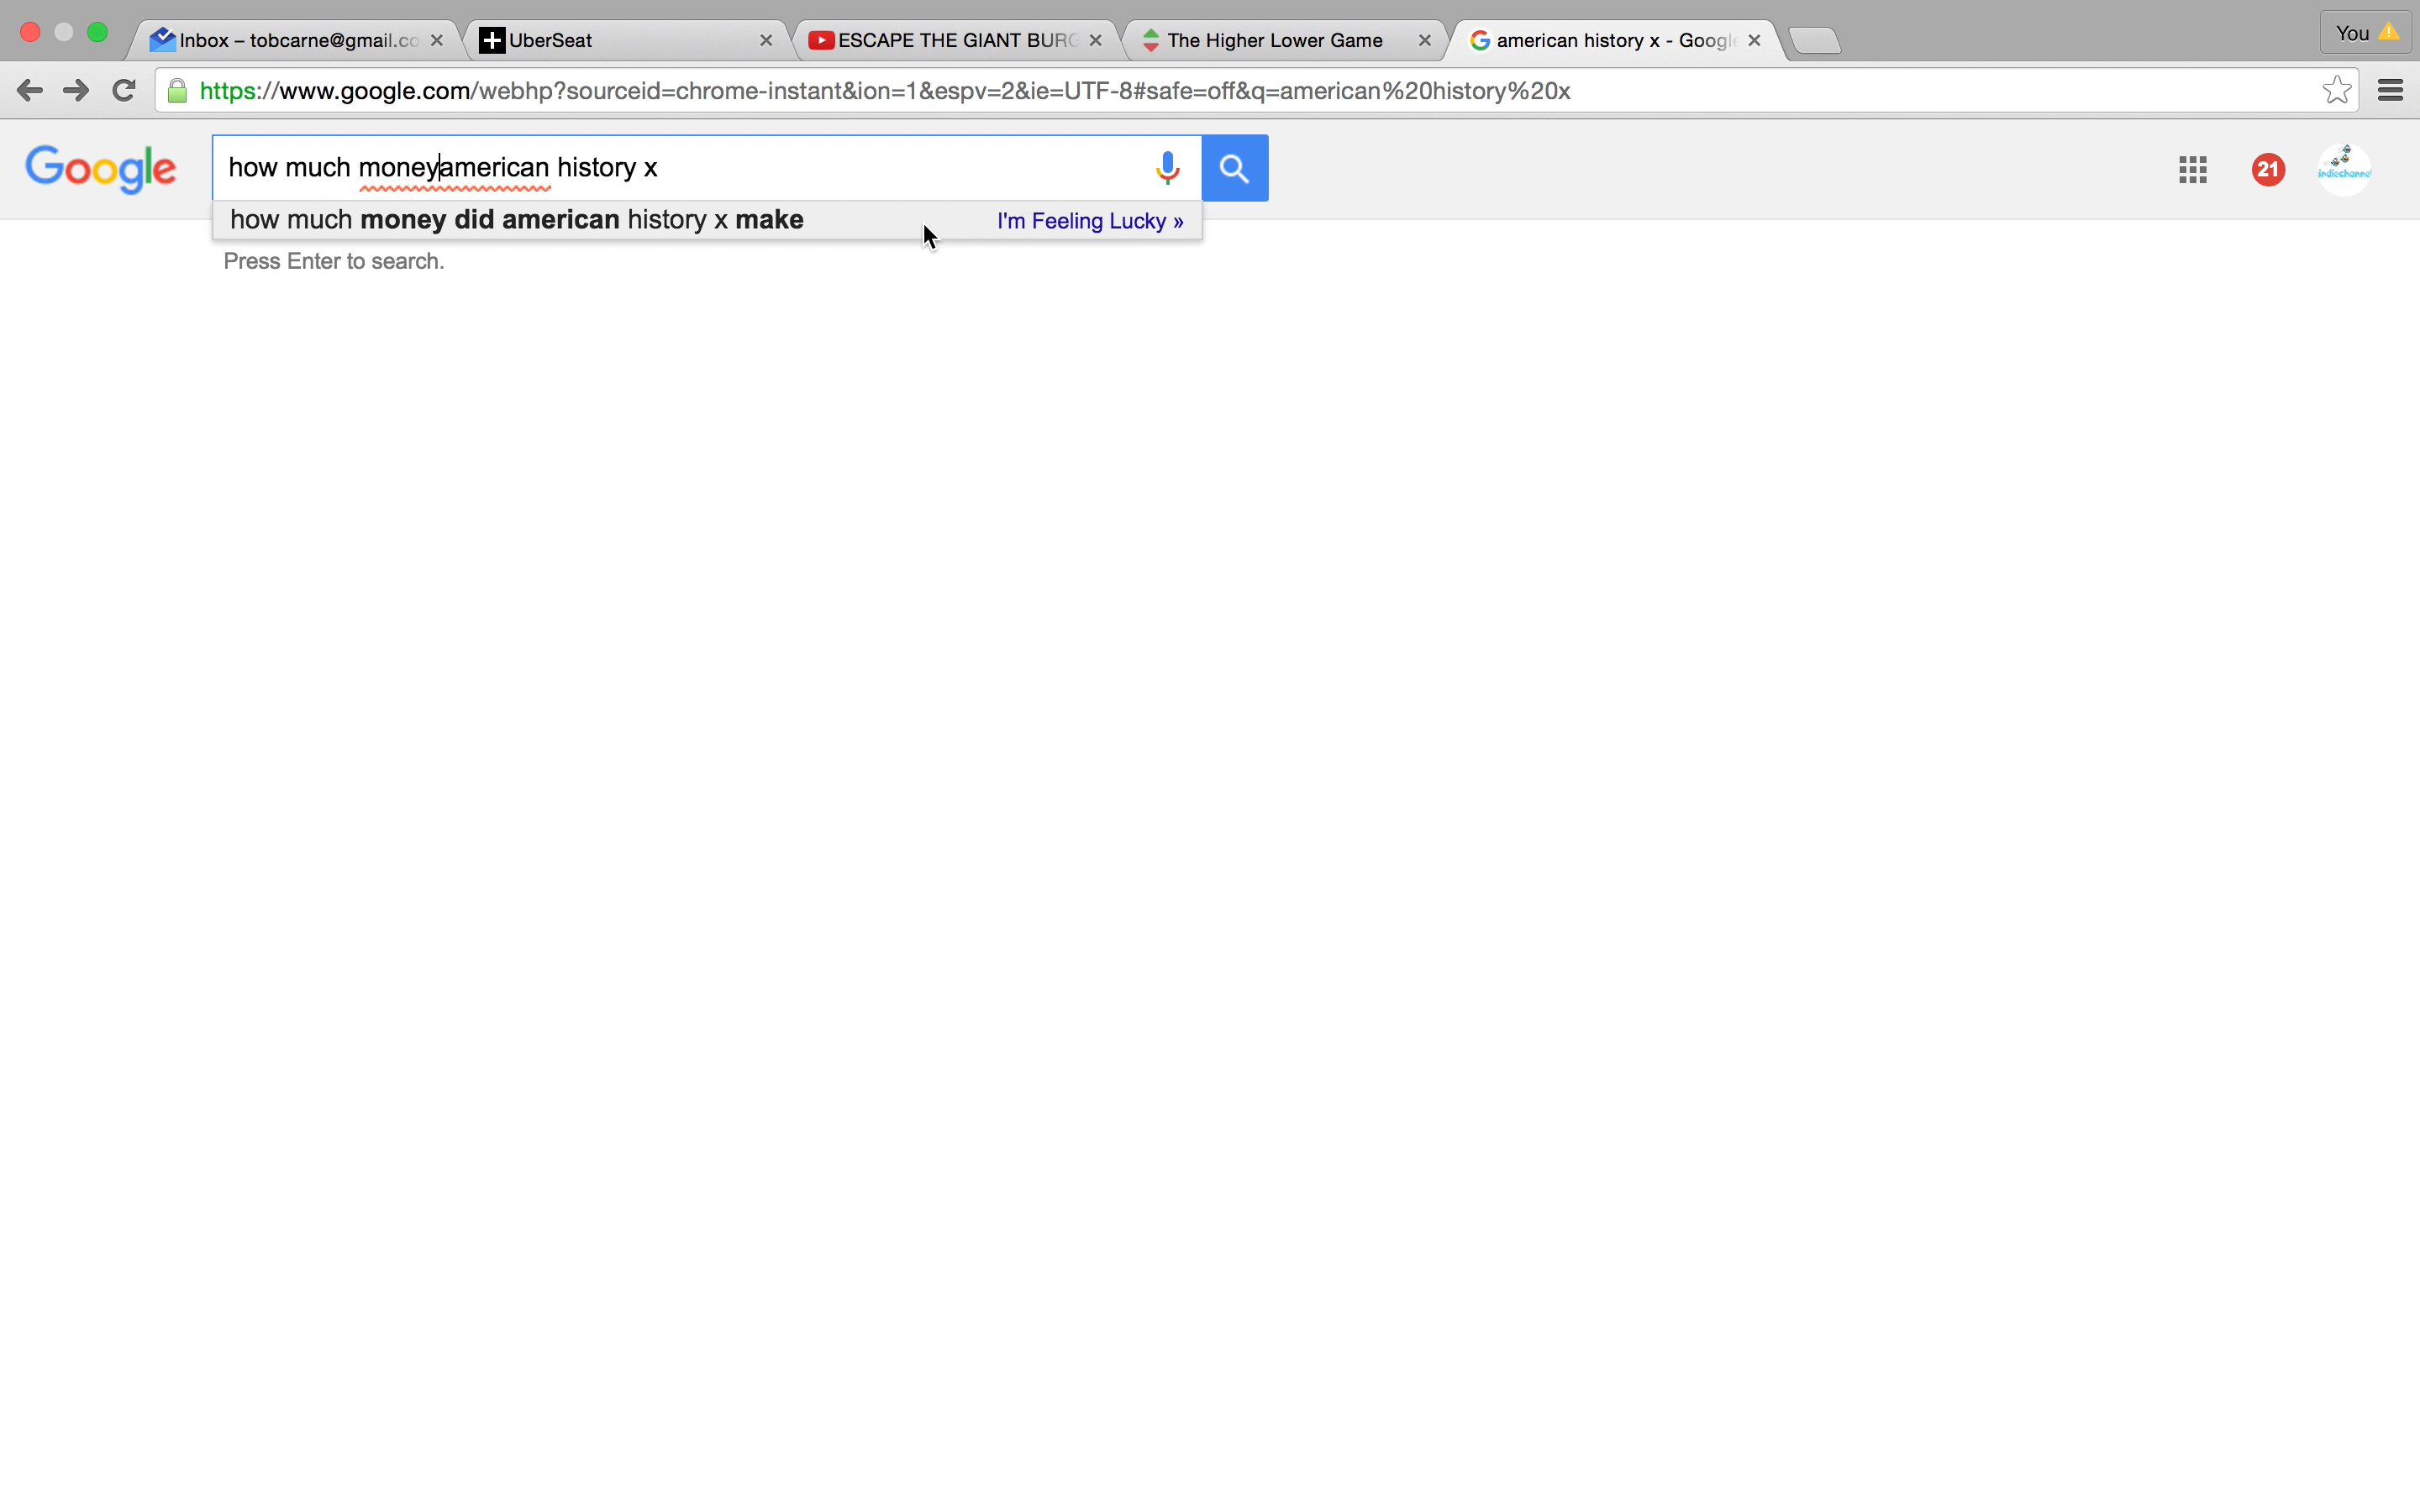 Inbox – tobcarne@gmail.co
UberSeat
ESCAPE THE GIANT BURG
The Higher Lower Game
american history x - Google
You
https://www.google.com/webhp?sourceid=chrome-instant&ion=1&espv=2&ie=UTF-8#safe=off&q=american%20history%20x
Google
how much moneyamerican history x
21
indiechannel
how much money did american history x make
I'm Feeling Lucky »
Press Enter to search.